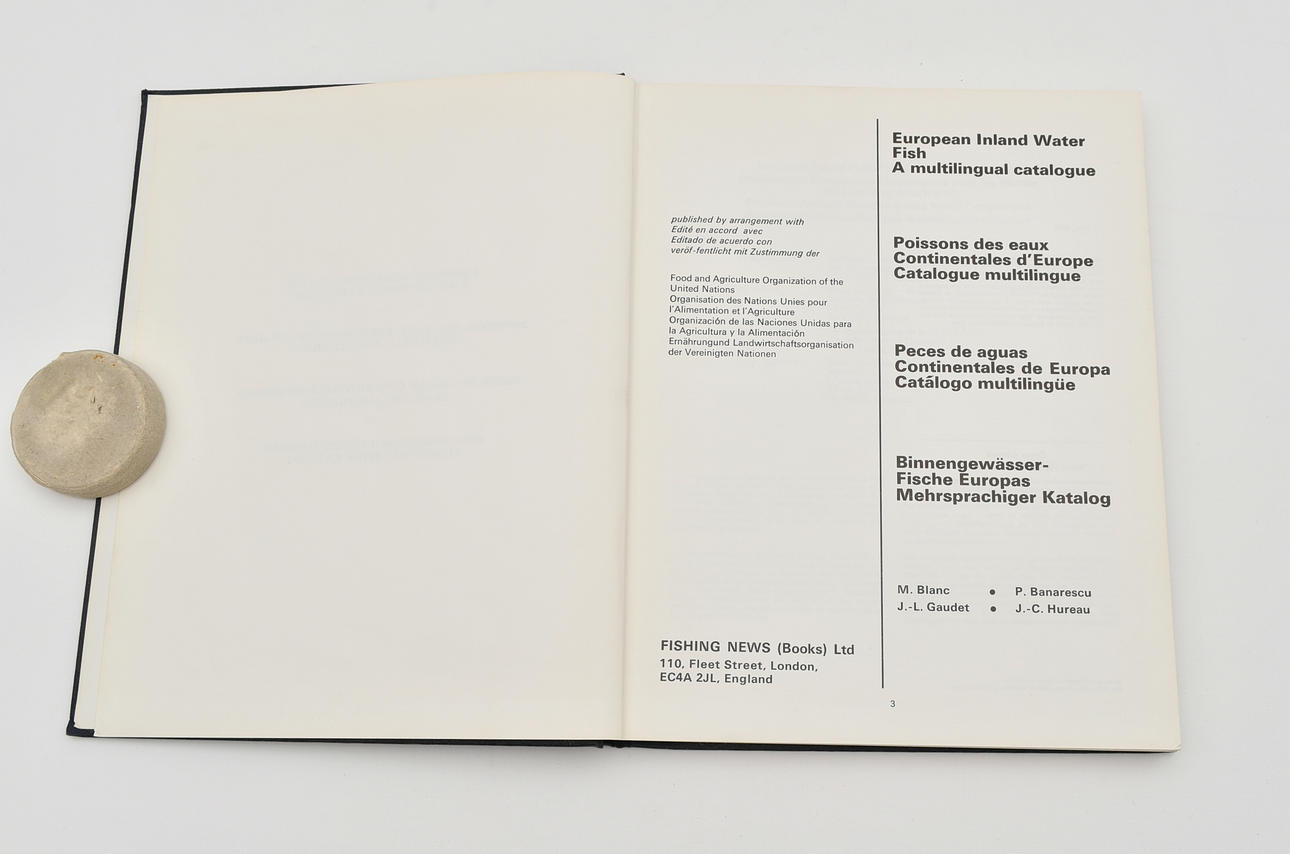 published by arrangement with
Edité en accord avec
Editado de acuerdo con
veröf-fentlicht mit Zustimmung der
Food and Agriculture Organization of the
United Nations
Organisation des Nations Unies pour
l'Alimentation et l'Agriculture
Organización de las Naciones Unidas para
la Agricultura y la Alimentación
Ernährungund Landwirtschaftsorganisation
der Vereinigten Nationen
FISHING NEWS (Books) Ltd
110, Fleet Street, London,
EC4A 2JL, England
European Inland Water
Fish
A multilingual catalogue
Poissons des eaux
Continentales d'Europe
Catalogue multilingue
Peces de aguas
Continentales de Europa
Catálogo multilingüe
Binnengewässer-
Fische Europas
Mehrsprachiger Katalog
M. Blanc • P. Banarescu
J.-L. Gaudet • J.-C. Hureau
3